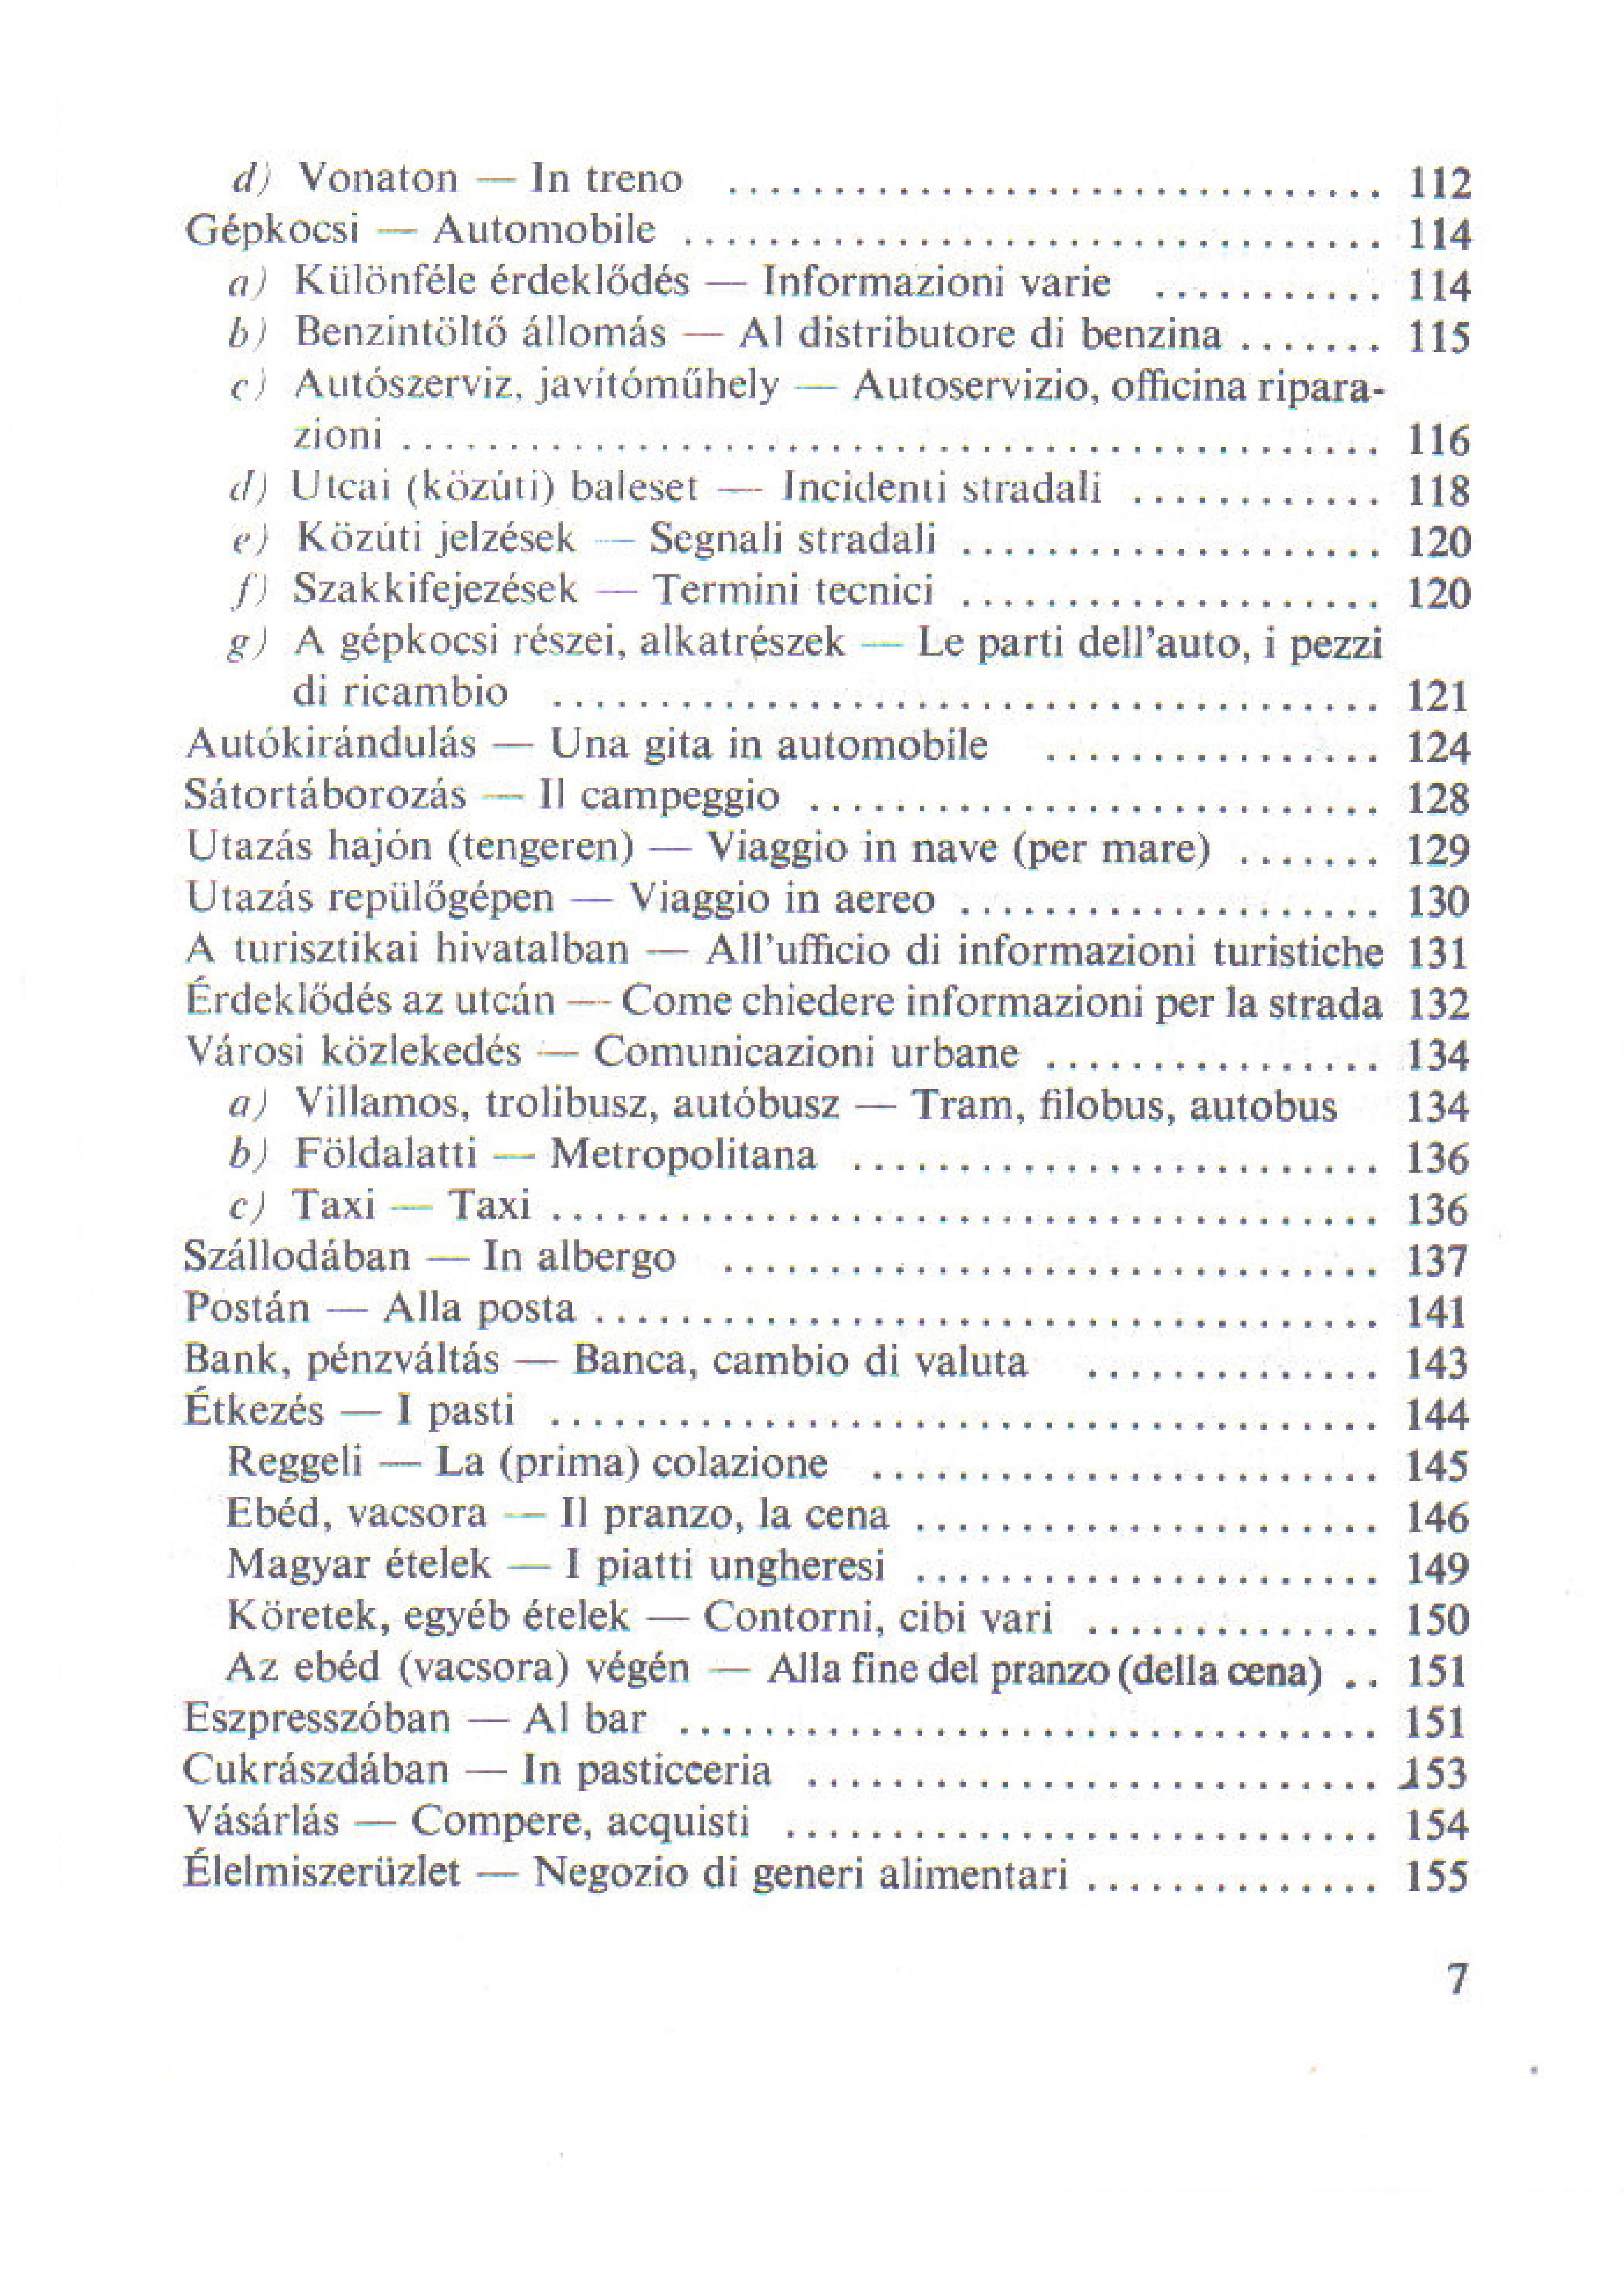 d) Vonaton — In treno ............................... 112
Gépkocsi — Automobile ................................. 114
a) Különféle érdeklődés — Informazioni varie ........... 114
b) Benzintöltő állomás — Al distributore di benzina ....... 115
c) Autószerviz, javítóműhely — Autoservizio, officina ripara-
zioni .............................................. 116
d) Utcai (közúti) baleset — Incidenti stradali ............ 118
e) Közúti jelzések — Segnali stradali .................... 120
f) Szakkifejezések — Termini tecnici .................... 120
g) A gépkocsi részei, alkatrészek — Le parti dell’auto, i pezzi
di ricambio ....................................... 121
Autókirándulás — Una gita in automobile ................ 124
Sátortáborozás — Il campeggio ........................... 128
Utazás hajón (tengeren) — Viaggio in nave (per mare) ....... 129
Utazás repülőgépen — Viaggio in aereo .................... 130
A turisztikai hivatalban — All’ufficio di informazioni turistiche 131
Érdeklődés az utcán — Come chiedere informazioni per la strada 132
Városi közlekedés — Comunicazioni urbane ................ 134
a) Villamos, trolibusz, autóbusz — Tram, filobus, autobus 134
b) Földalatti — Metropolitana ......................... 136
c) Taxi — Taxi ....................................... 136
Szállodában — In albergo ............................... 137
Postán — Alla posta ..................................... 141
Bank, pénzváltás — Banca, cambio di valuta .............. 143
Étkezés — I pasti ....................................... 144
Reggeli — La (prima) colazione ........................ 145
Ebéd, vacsora — Il pranzo, la cena ...................... 146
Magyar ételek — I piatti ungheresi ...................... 149
Köretek, egyéb ételek — Contorni, cibi vari .............. 150
Az ebéd (vacsora) végén — Alla fine del pranzo (della cena) .. 151
Eszpresszóban — Al bar ................................. 151
Cukrászdában — In pasticceria ........................... 153
Vásárlás — Compere, acquisti ............................ 154
Élelmiszerüzlet — Negozio di generi alimentari .............. 155
7